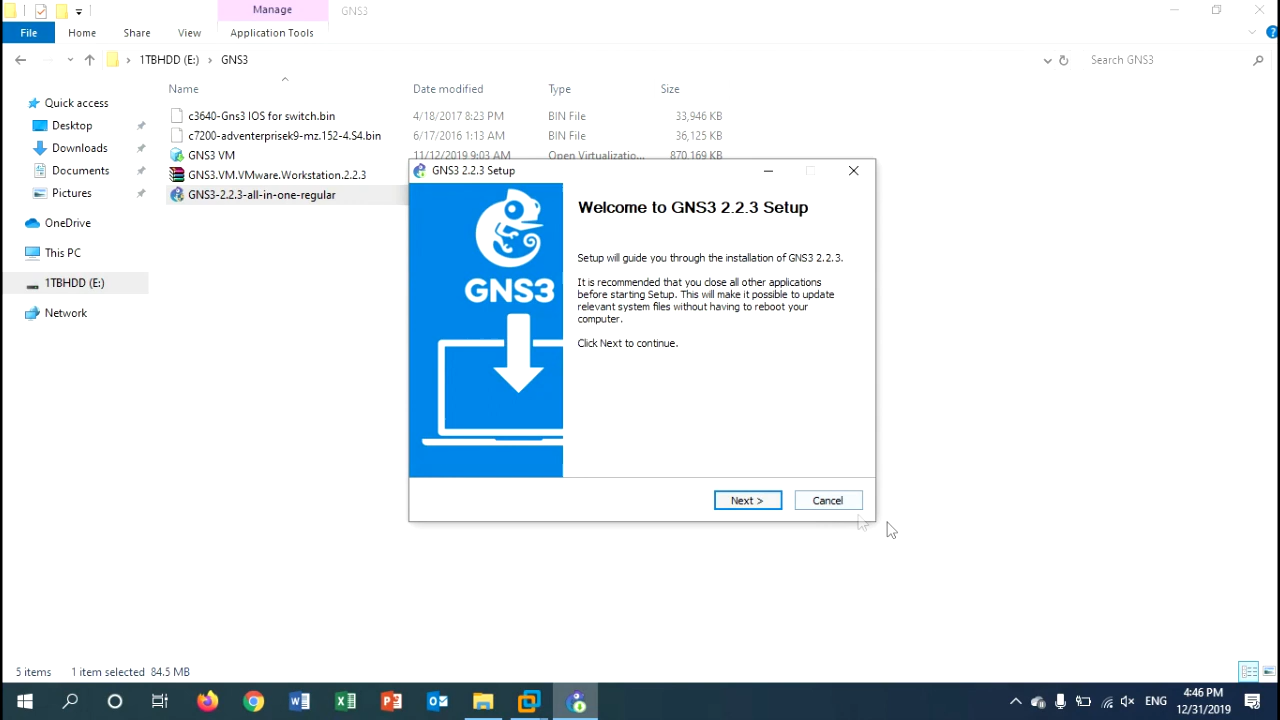 Manage
GNS3
File
Home
Share
View
Application Tools
1TBHDD (E:)
GNS3
Search GNS3
Name
Date modified
Type
Size
Quick access
Desktop
Downloads
Documents
Pictures
OneDrive
This PC
1TBHDD (E:)
Network
c3640-Gns3 IOS for switch.bin 4/18/2017 8:23 PM BIN File 33,946 KB
c7200-adventerprisek9-mz.152-4.S4.bin 6/17/2016 1:13 AM BIN File 36,125 KB
GNS3 VM 11/12/2019 9:03 AM Open Virtualizatio... 870,169 KB
GNS3.VM.VMware.Workstation.2.2.3
GNS3-2.2.3-all-in-one-regular
GNS3 2.2.3 Setup
GNS3
Welcome to GNS3 2.2.3 Setup
Setup will guide you through the installation of GNS3 2.2.3.
It is recommended that you close all other applications
before starting Setup. This will make it possible to update
relevant system files without having to reboot your
computer.
Click Next to continue.
Next >
Cancel
5 items
1 item selected 84.5 MB
ENG
4:46 PM
12/31/2019